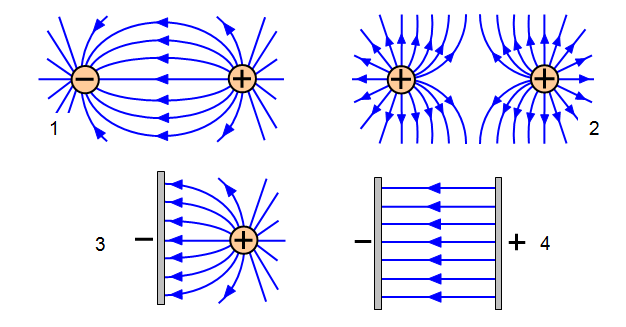 − +
1
+ +
2
3 − +
− + 4